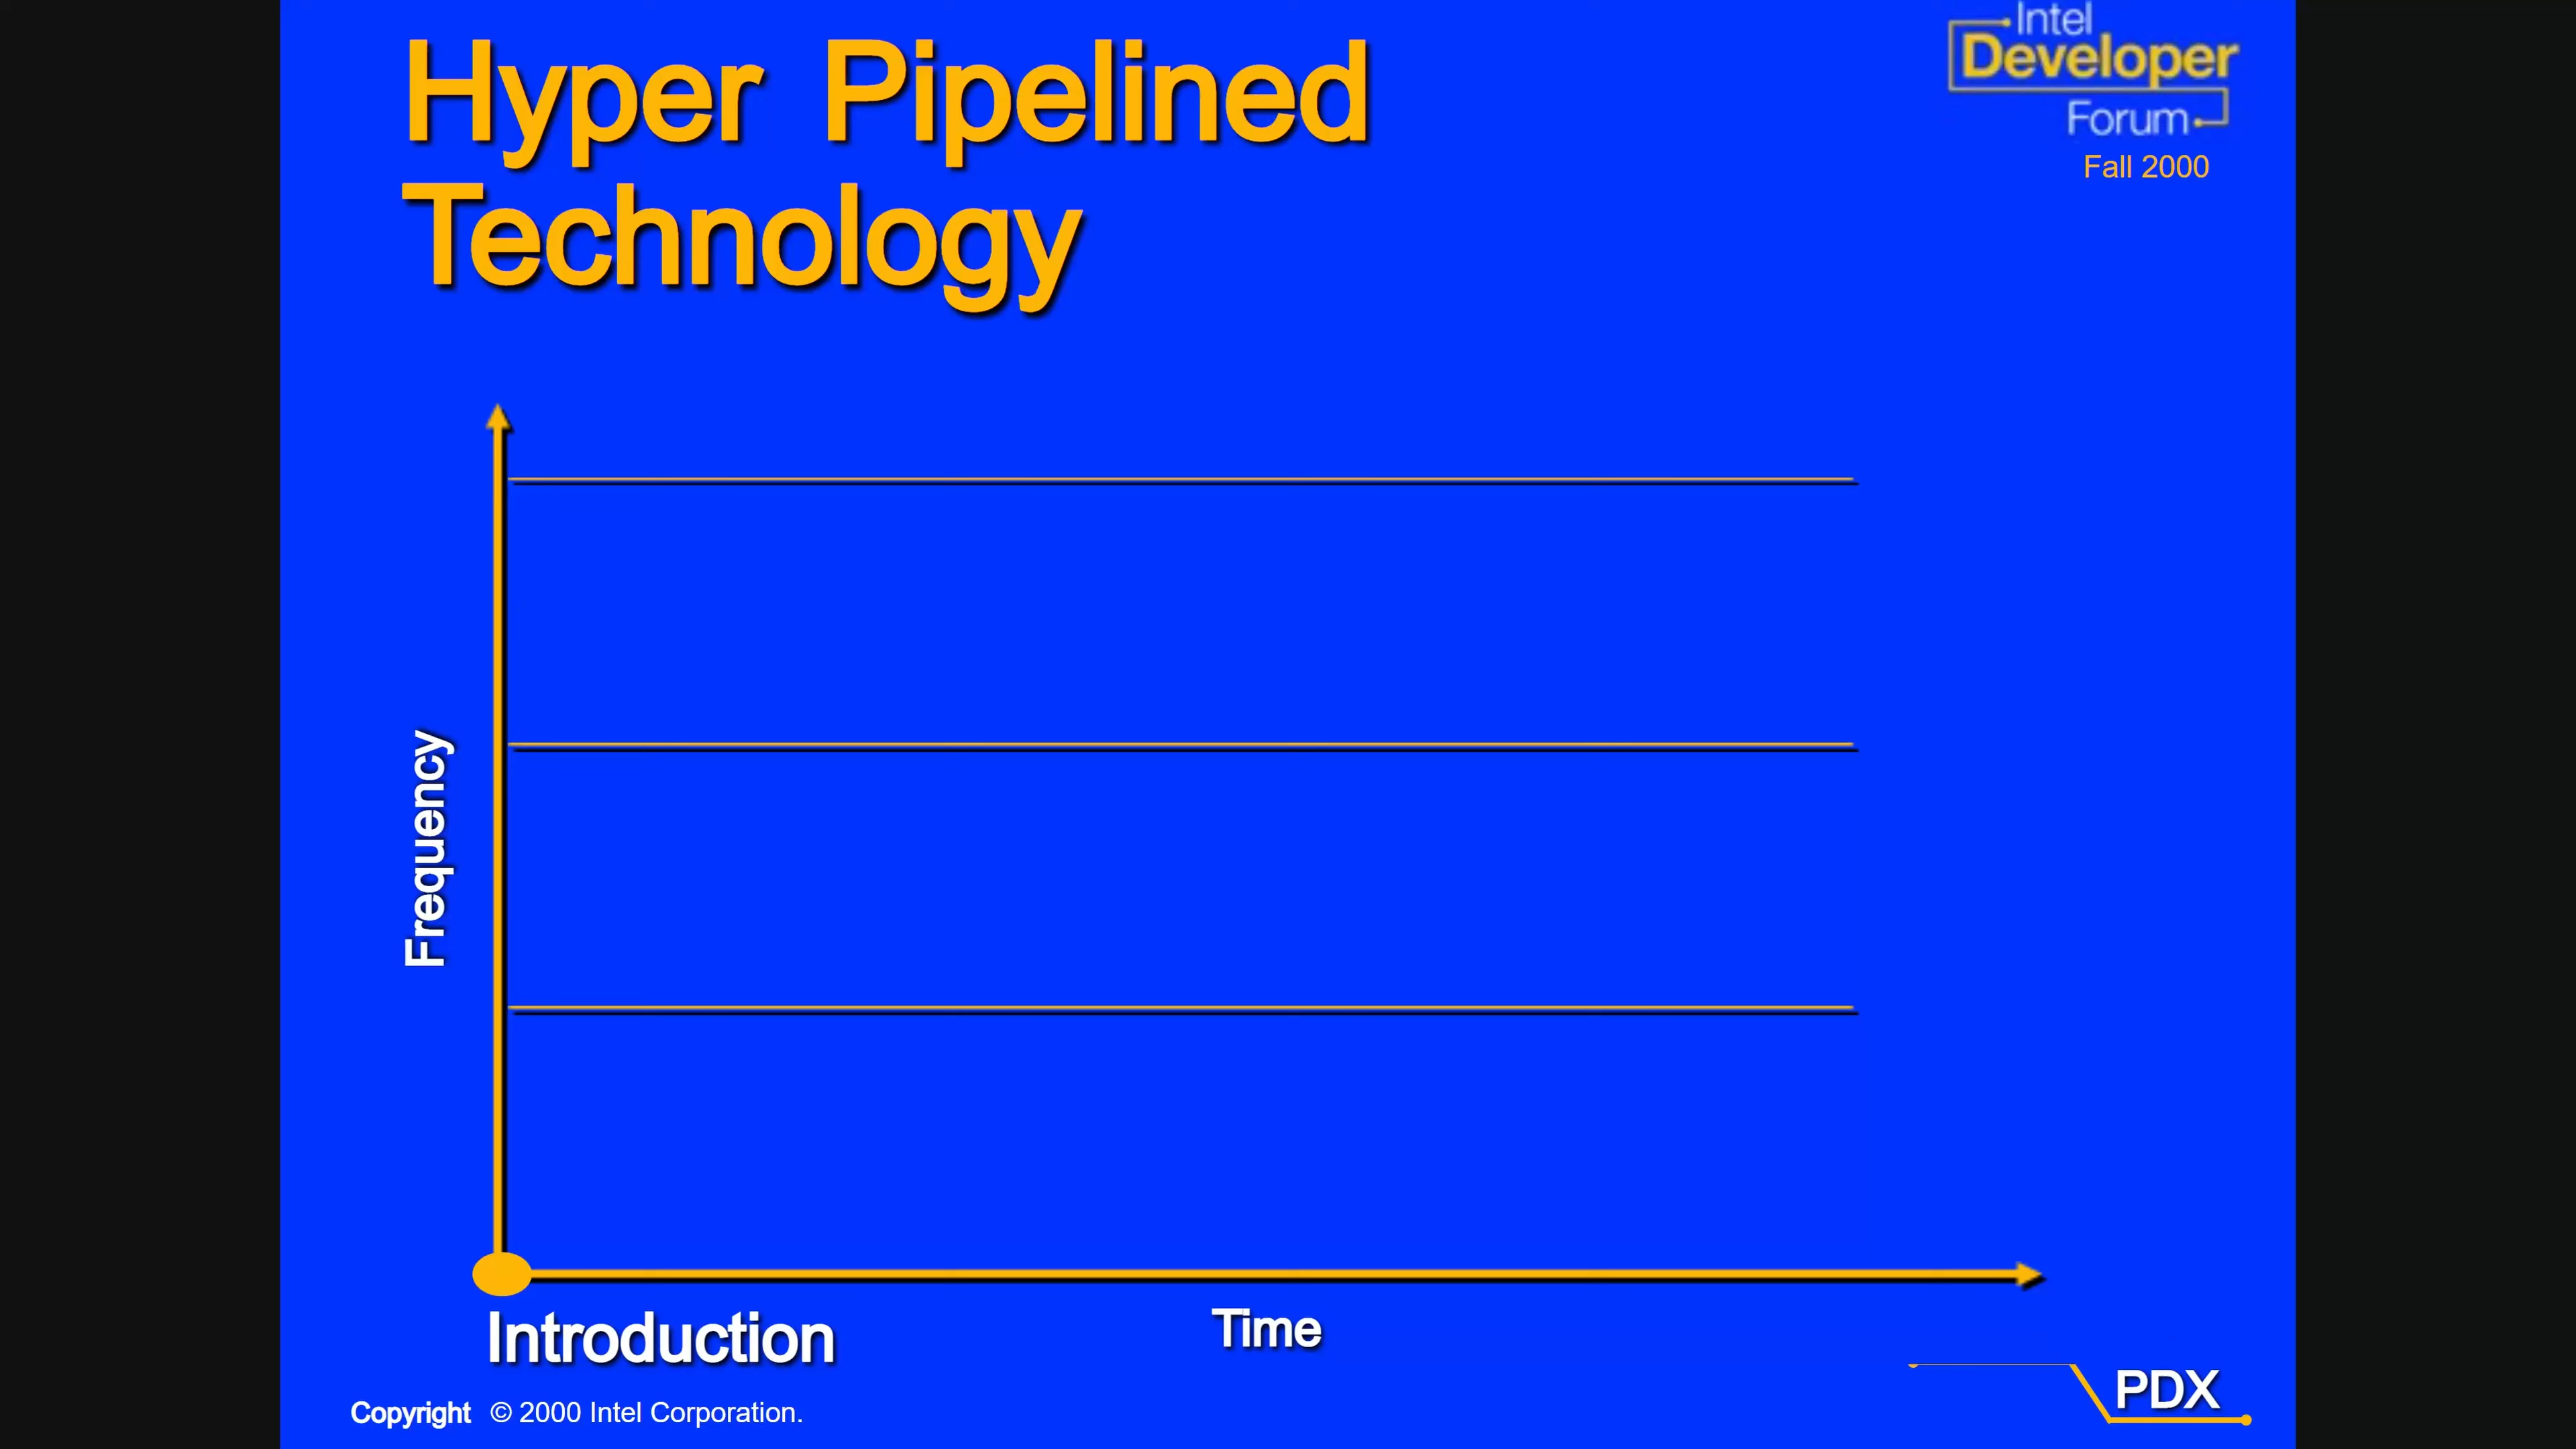 Hyper Pipelined
Technology
Intel
Developer
Forum
Fall 2000
Frequency
Introduction
Time
Copyright © 2000 Intel Corporation.
PDX